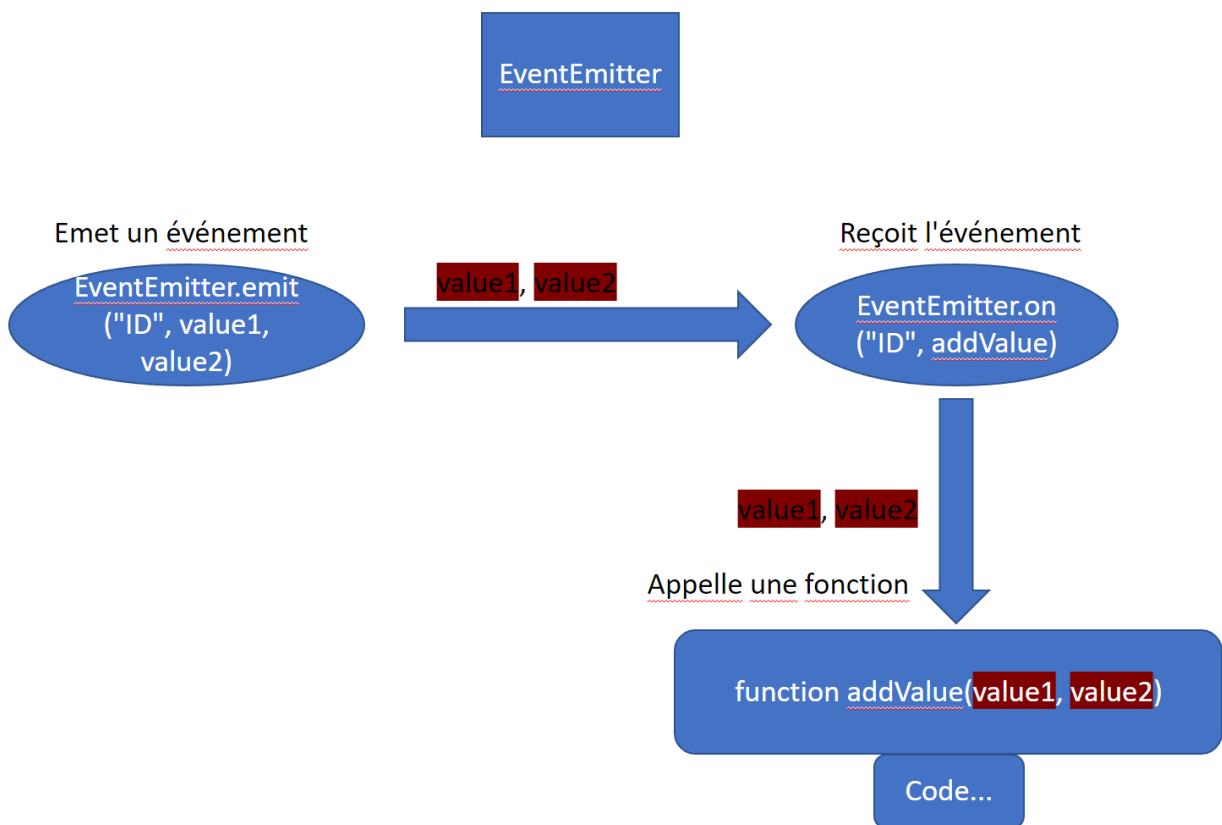 EventEmitter
Emet un événement
EventEmitter.emit
("ID", value1,
value2)
value1, value2
Reçoit l'événement
EventEmitter.on
("ID", addValue)
value1, value2
Appelle une fonction
function addValue(value1, value2)
Code...